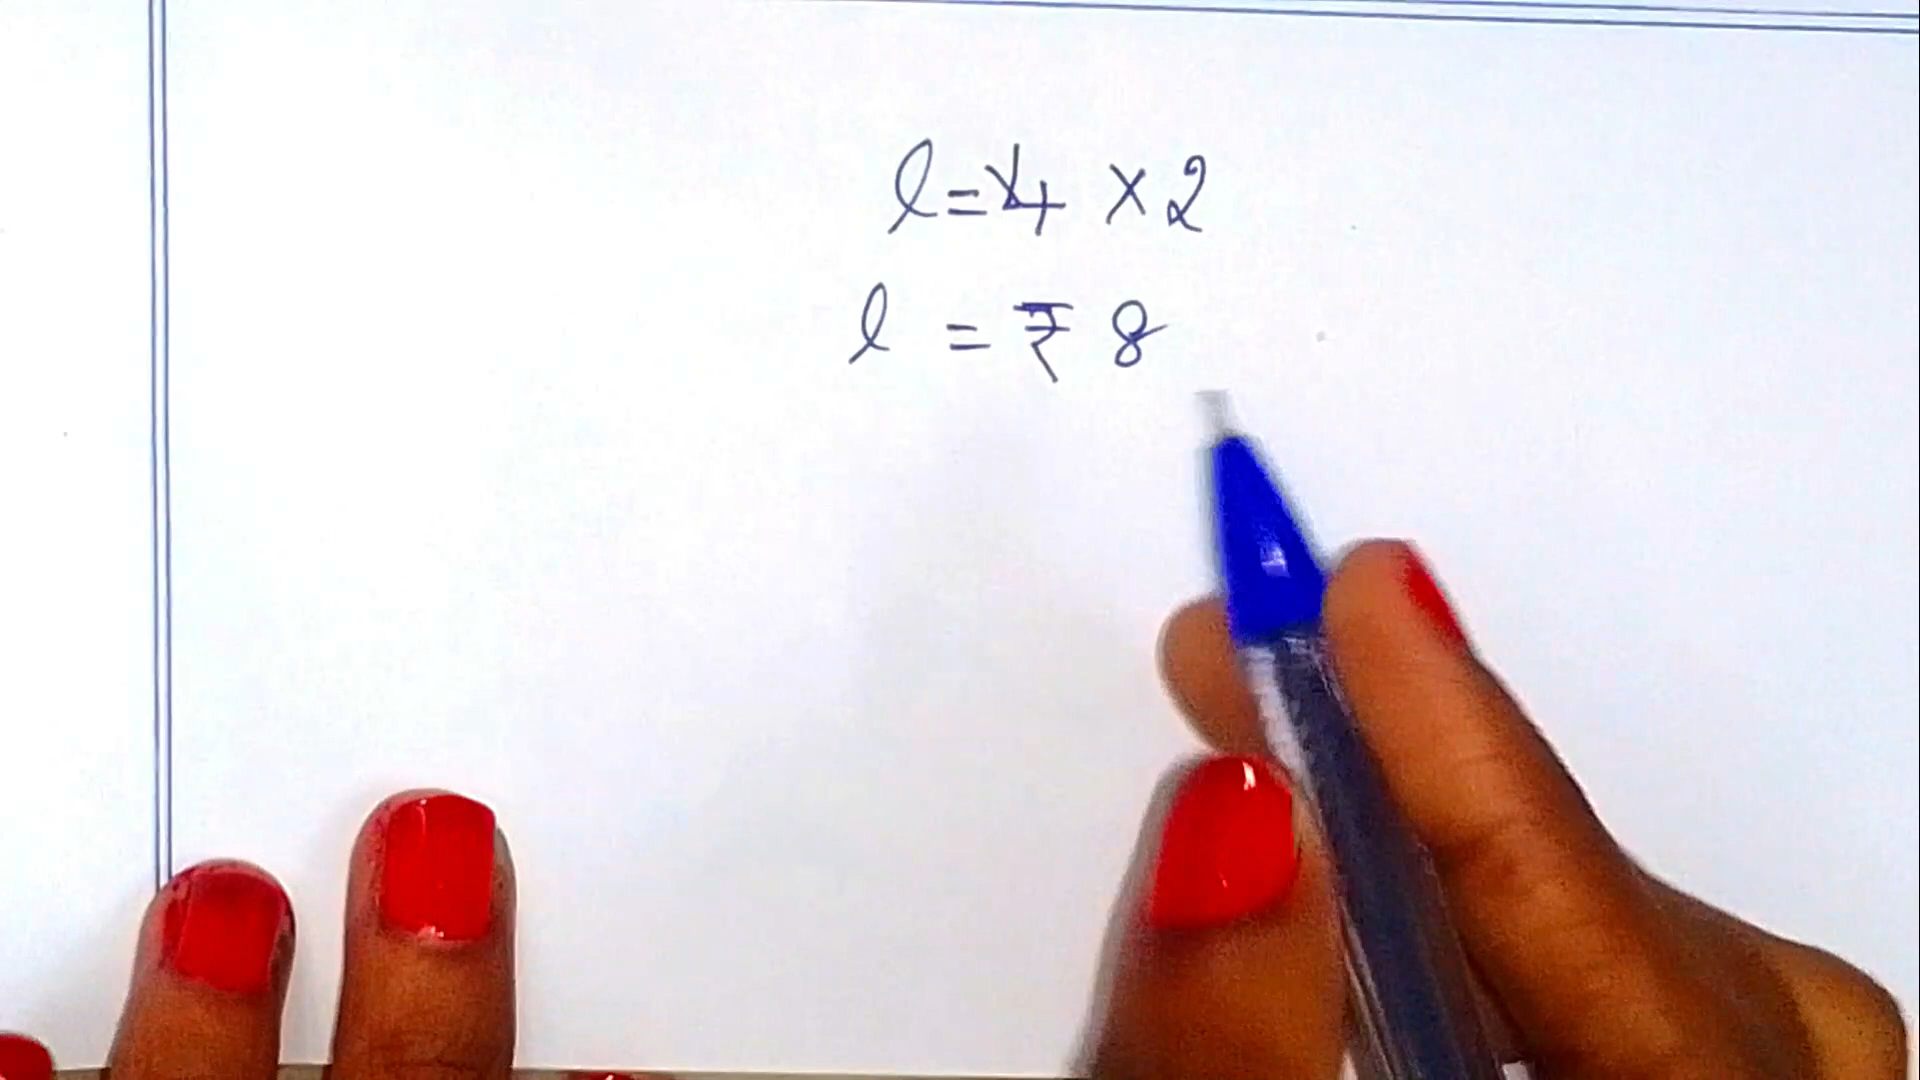 l = 4 × 2
l = ₹ 8